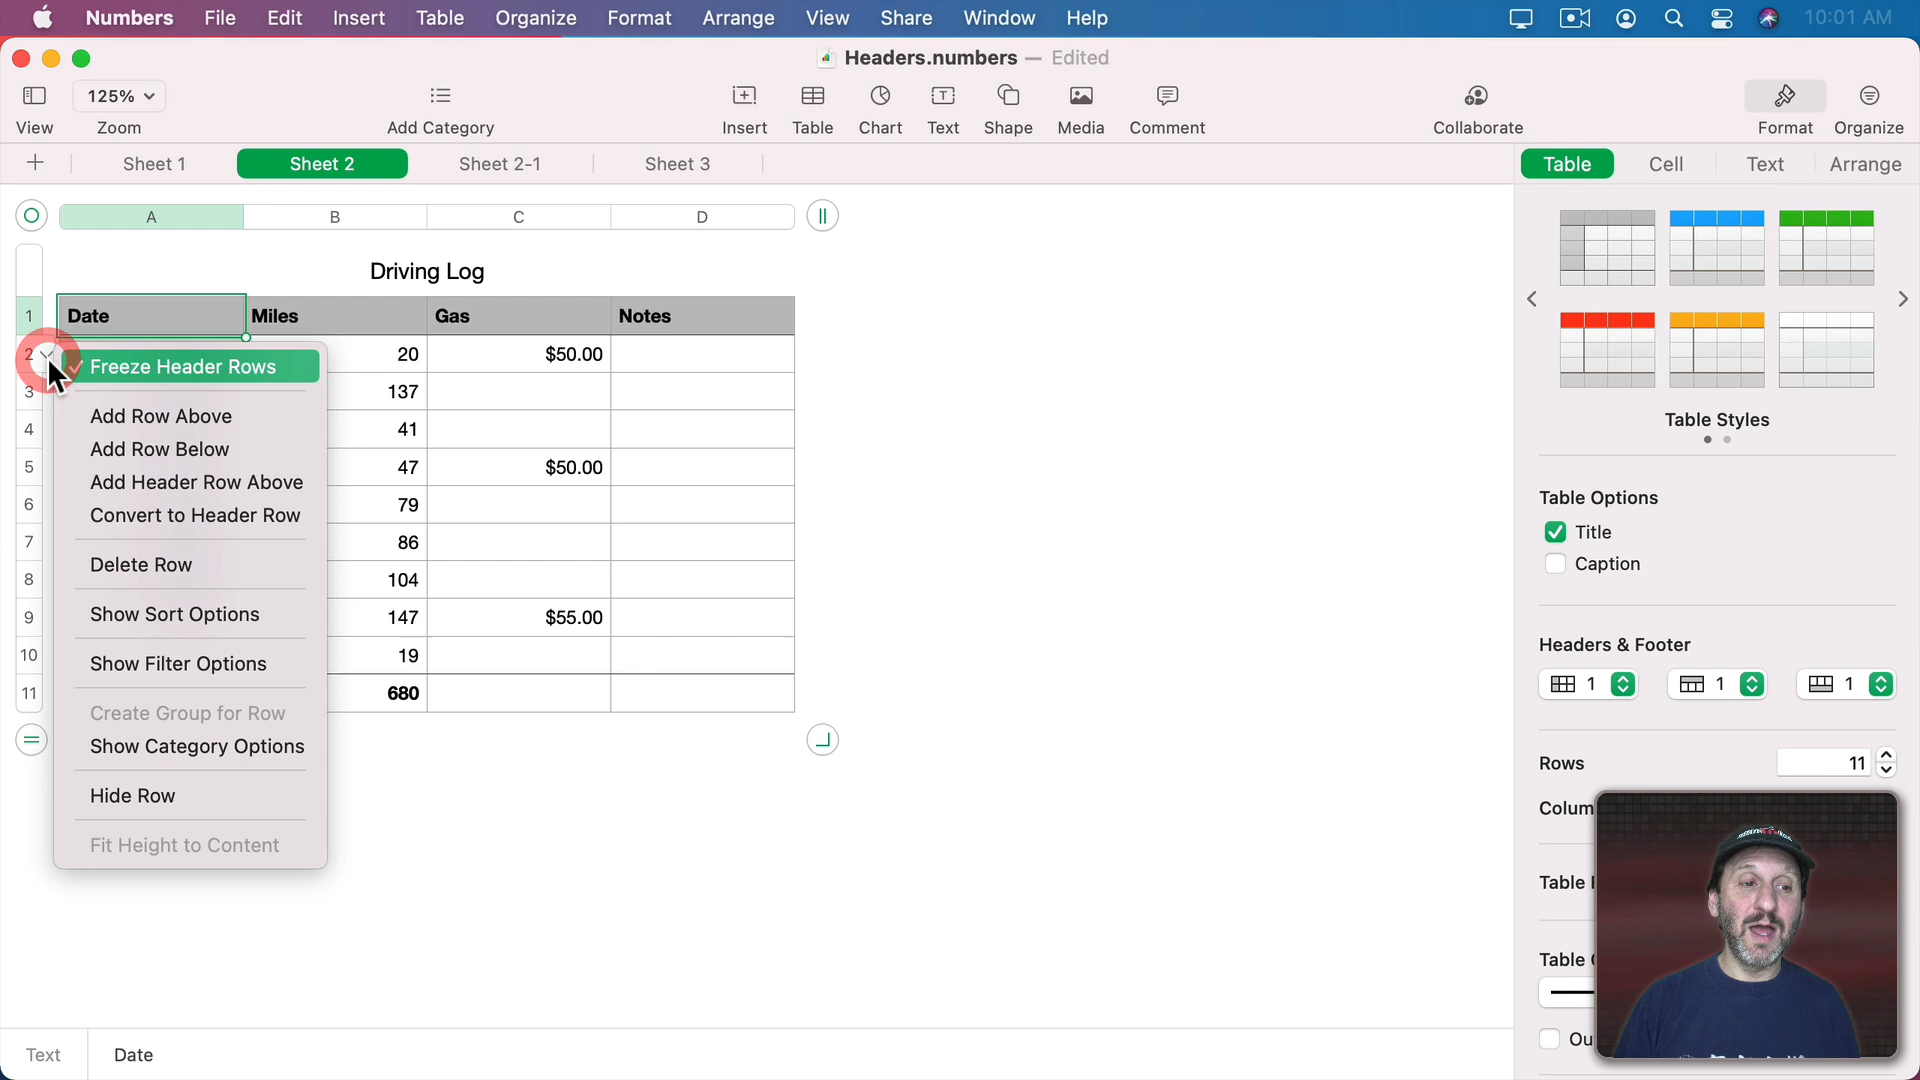 Numbers File Edit Insert Table Organize Format Arrange View Share Window Help 10:01 AM
Headers.numbers — Edited
125%
View Zoom Add Category Insert Table Chart Text Shape Media Comment Collaborate Format Organize
Sheet 1 Sheet 2 Sheet 2-1 Sheet 3 Table Cell Text Arrange
A B C D
Driving Log
1 Date Miles Gas Notes
2 20 $50.00
3 137
4 41
5 47 $50.00
6 79
7 86
8 104
9 147 $55.00
10 19
11 680
Freeze Header Rows
Add Row Above
Add Row Below
Add Header Row Above
Convert to Header Row
Delete Row
Show Sort Options
Show Filter Options
Create Group for Row
Show Category Options
Hide Row
Fit Height to Content
Table Styles
Table Options
Title
Caption
Headers & Footer
1 1 1
Rows 11
Colum
Table
Table
Ou
Text Date